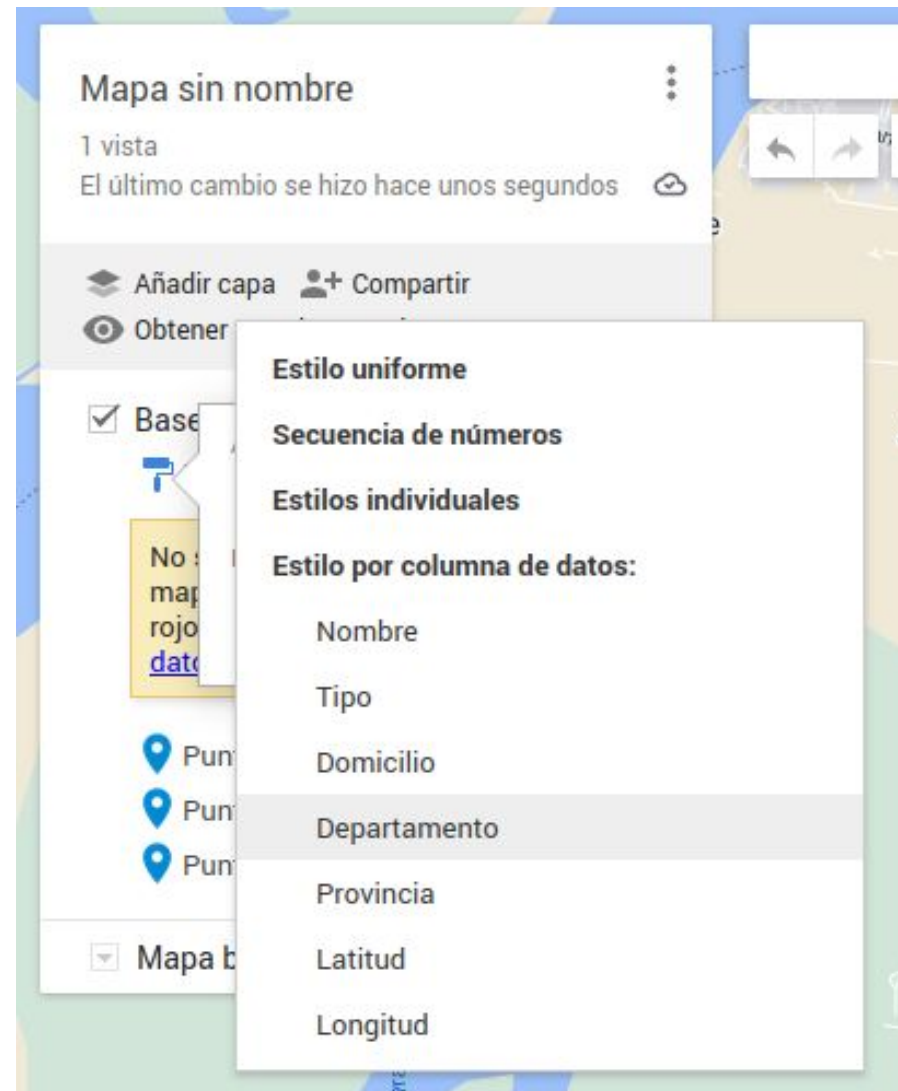 Mapa sin nombre
1 vista
El último cambio se hizo hace unos segundos
Añadir capa Compartir
Obtener
Estilo uniforme
Base
Secuencia de números
Estilos individuales
No
Estilo por columna de datos:
rojo
Nombre
Tipo
Domicilio
Departamento
Provincia
Mapa
Latitud
Longitud